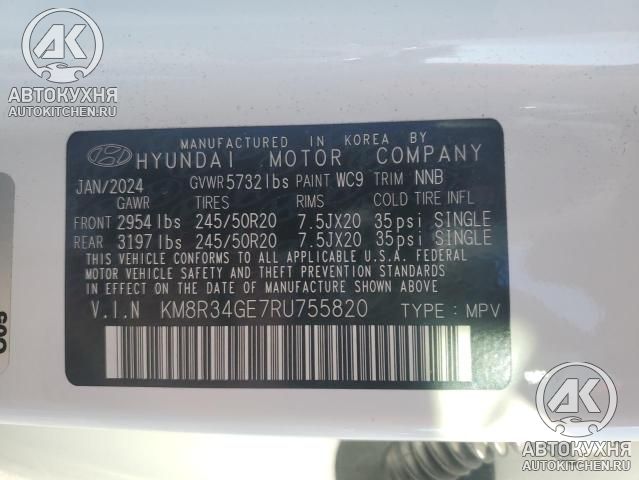 AK
АВТОКУХНЯ
AUTOKITCHEN.RU
MANUFACTURED IN KOREA BY
HYUNDAI MOTOR COMPANY
JAN/2024 GVWR 5732lbs PAINT WC9 TRIM NNB
GAWR TIRES RIMS COLD TIRE INFL
FRONT 2954 lbs 245/50R20 7.5JX20 35psi SINGLE
REAR 3197 lbs 245/50R20 7.5JX20 35psi SINGLE
THIS VEHICLE CONFORMS TO ALL APPLICABLE U.S.A. FEDERAL
MOTOR VEHICLE SAFETY AND THEFT PREVENTION STANDARDS
IN EFFECT ON THE DATE OF MANUFACTURE SHOWN ABOVE.
V.I.N KM8R34GE7RU755820 TYPE : MPV
AK
АВТОКУХНЯ
AUTOKITCHEN.RU